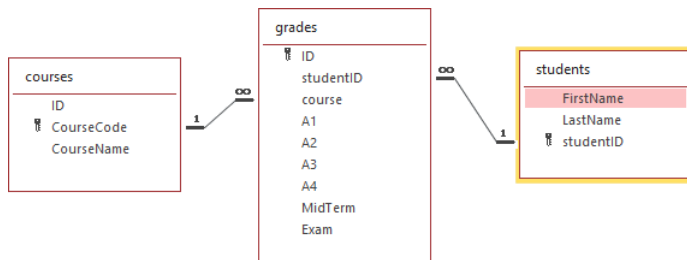 courses
ID
CourseCode
CourseName
1
∞
grades
ID
studentID
course
A1
A2
A3
A4
MidTerm
Exam
∞
1
students
FirstName
LastName
studentID